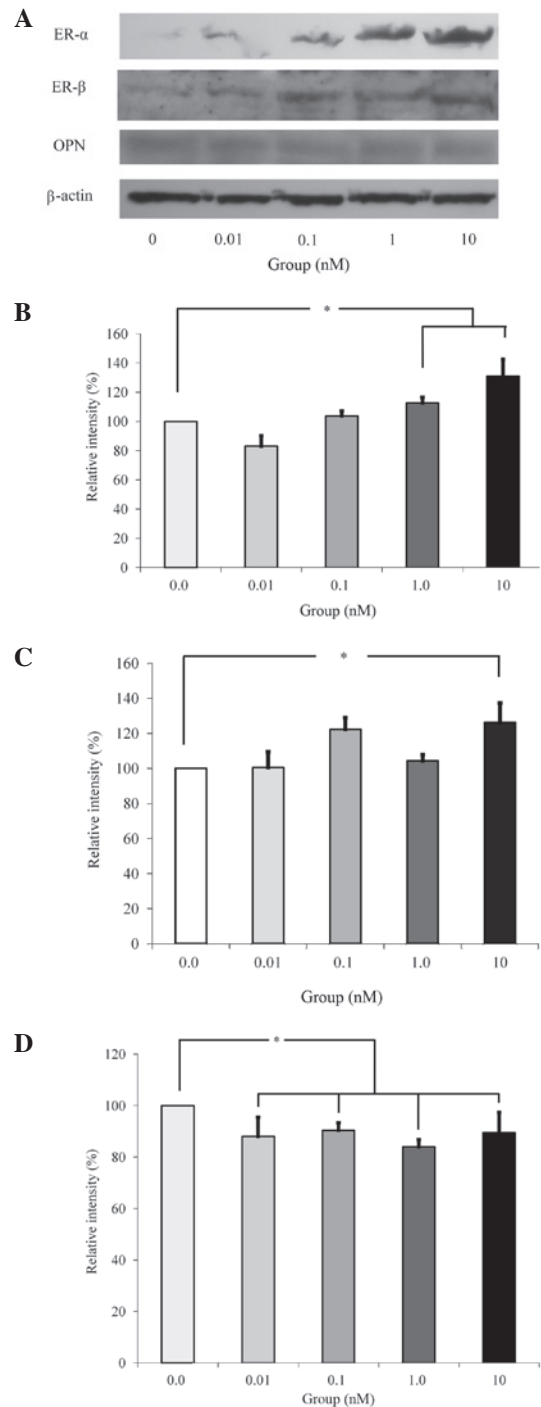 A
ER-α
ER-β
OPN
β-actin
0 0.01 0.1 1 10
Group (nM)
B
*
160
140
120
100
80
60
40
20
0
Relative intensity (%)
0.0 0.01 0.1 1.0 10
Group (nM)
C
*
160
140
120
100
80
60
40
20
0
Relative intensity (%)
0.0 0.01 0.1 1.0 10
Group (nM)
D
*
120
100
80
60
40
20
0
Relative intensity (%)
0.0 0.01 0.1 1.0 10
Group (nM)